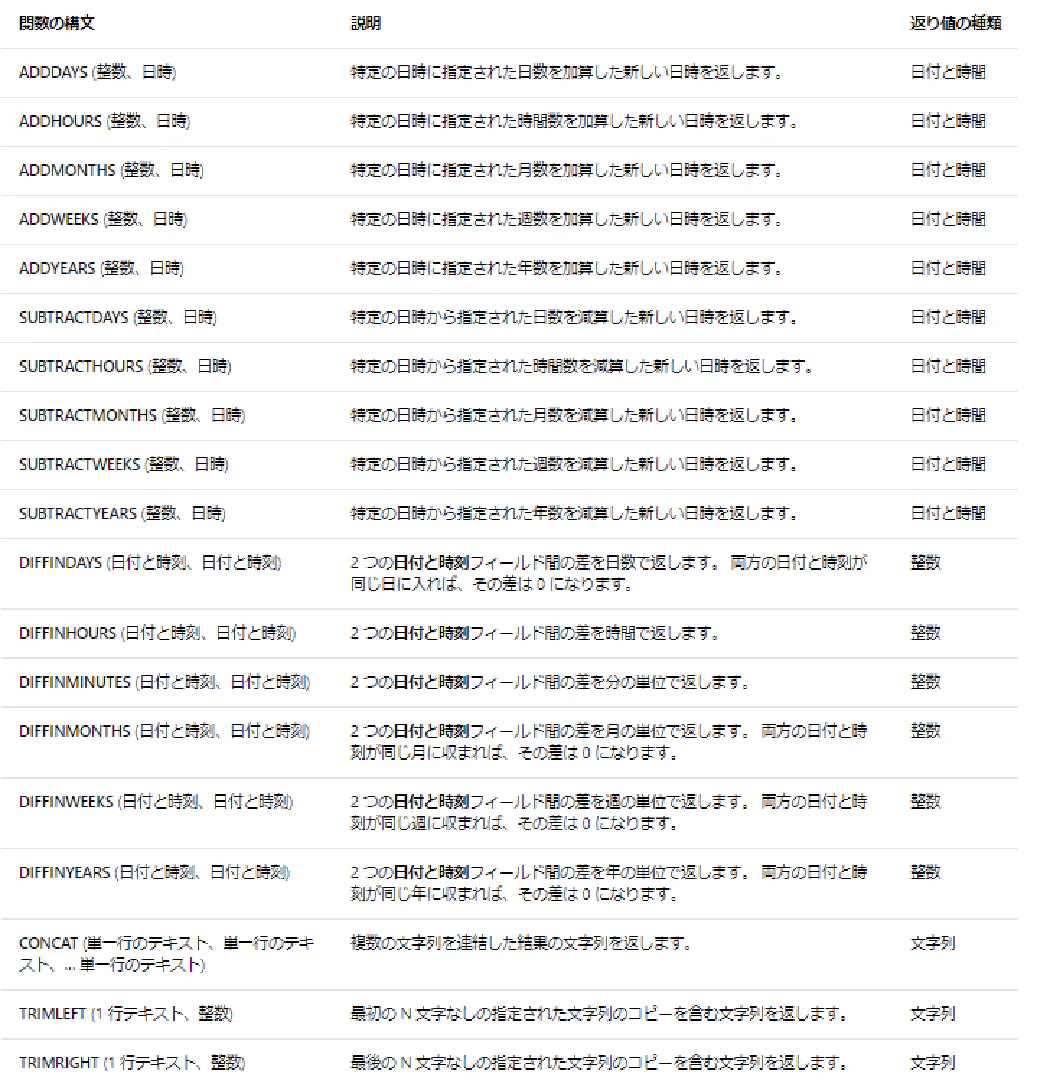 関数の構文 説明 返り値の種類
ADDDAYS (整数、日時) 特定の日時に指定された日数を加算した新しい日時を返します。 日付と時間
ADDHOURS (整数、日時) 特定の日時に指定された時間数を加算した新しい日時を返します。 日付と時間
ADDMONTHS (整数、日時) 特定の日時に指定された月数を加算した新しい日時を返します。 日付と時間
ADDWEEKS (整数、日時) 特定の日時に指定された週数を加算した新しい日時を返します。 日付と時間
ADDYEARS (整数、日時) 特定の日時に指定された年数を加算した新しい日時を返します。 日付と時間
SUBTRACTDAYS (整数、日時) 特定の日時から指定された日数を減算した新しい日時を返します。 日付と時間
SUBTRACTHOURS (整数、日時) 特定の日時から指定された時間数を減算した新しい日時を返します。 日付と時間
SUBTRACTMONTHS (整数、日時) 特定の日時から指定された月数を減算した新しい日時を返します。 日付と時間
SUBTRACTWEEKS (整数、日時) 特定の日時から指定された週数を減算した新しい日時を返します。 日付と時間
SUBTRACTYEARS (整数、日時) 特定の日時から指定された年数を減算した新しい日時を返します。 日付と時間
DIFFINDAYS (日付と時刻、日付と時刻) 2 つの日付と時刻フィールド間の差を日数で返します。 両方の日付と時刻が 整数
同じ日に入れば、その差は 0 になります。
DIFFINHOURS (日付と時刻、日付と時刻) 2 つの日付と時刻フィールド間の差を時間で返します。 整数
DIFFINMINUTES (日付と時刻、日付と時刻) 2 つの日付と時刻フィールド間の差を分の単位で返します。 整数
DIFFINMONTHS (日付と時刻、日付と時刻) 2 つの日付と時刻フィールド間の差を月の単位で返します。 両方の日付と時 整数
刻が同じ月に収まれば、その差は 0 になります。
DIFFINWEEKS (日付と時刻、日付と時刻) 2 つの日付と時刻フィールド間の差を週の単位で返します。 両方の日付と時 整数
刻が同じ週に収まれば、その差は 0 になります。
DIFFINYEARS (日付と時刻、日付と時刻) 2 つの日付と時刻フィールド間の差を年の単位で返します。 両方の日付と時 整数
刻が同じ年に収まれば、その差は 0 になります。
CONCAT (単一行のテキスト、単一行のテキ 複数の文字列を連結した結果の文字列を返します。 文字列
スト、... 単一行のテキスト)
TRIMLEFT (1 行テキスト、整数) 最初の N 文字なしの指定された文字列のコピーを含む文字列を返します。 文字列
TRIMRIGHT (1 行テキスト、整数) 最後の N 文字なしの指定された文字列のコピーを含む文字列を返します。 文字列